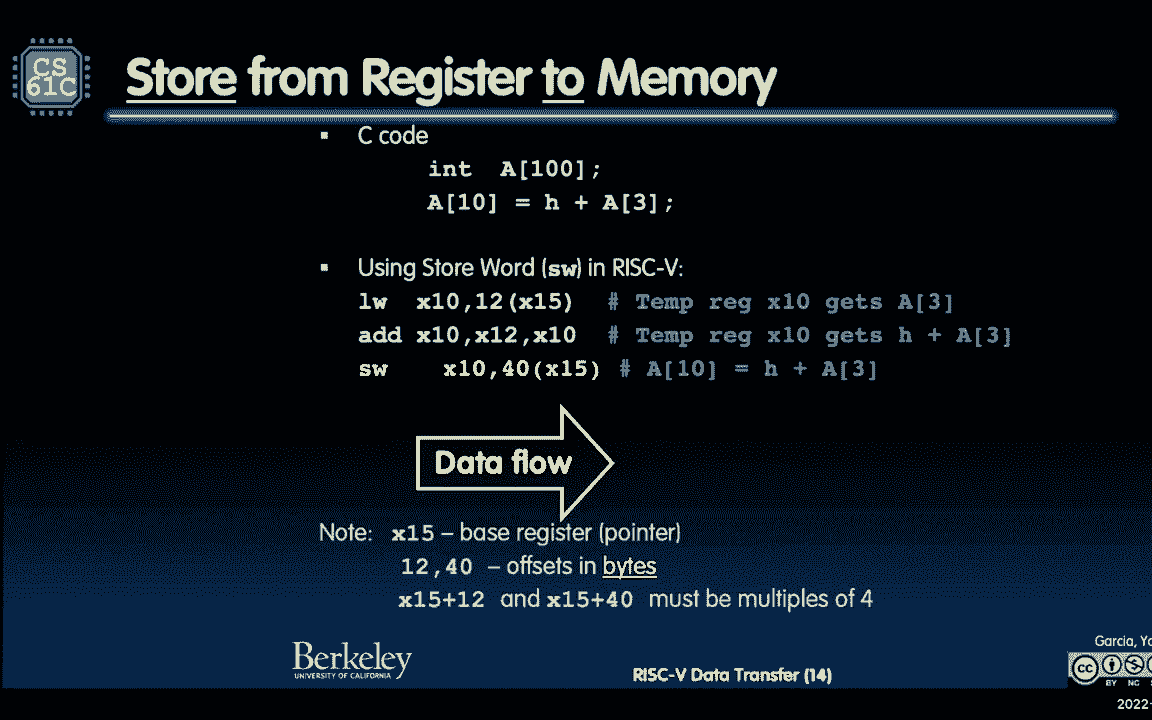 CS
61C
Store from Register to Memory
▪ C code
int A[100];
A[10] = h + A[3];
▪ Using Store Word (sw) in RISC-V:
lw x10,12(x15) # Temp reg x10 gets A[3]
add x10,x12,x10 # Temp reg x10 gets h + A[3]
sw x10,40(x15) # A[10] = h + A[3]
Data flow
Note: x15 – base register (pointer)
12,40 – offsets in bytes
x15+12 and x15+40 must be multiples of 4
Berkeley
UNIVERSITY OF CALIFORNIA
RISC-V Data Transfer (14)
Garcia,
cc
BY NC
2022-